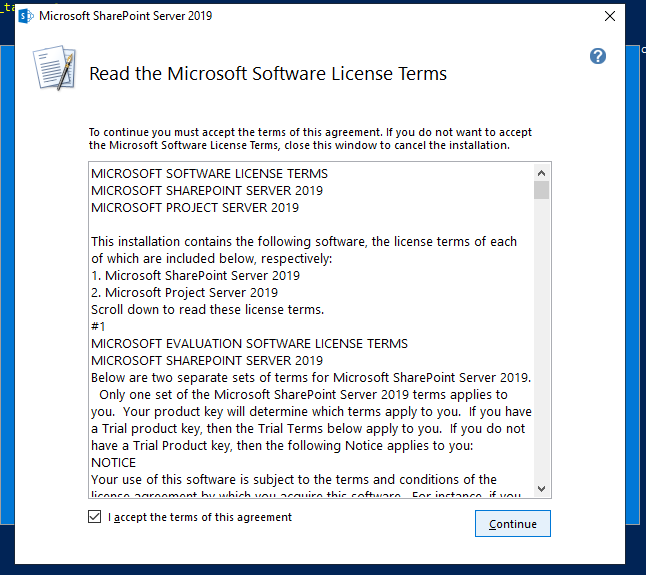 _ta
Microsoft SharePoint Server 2019
Read the Microsoft Software License Terms
To continue you must accept the terms of this agreement. If you do not want to accept
the Microsoft Software License Terms, close this window to cancel the installation.
MICROSOFT SOFTWARE LICENSE TERMS
MICROSOFT SHAREPOINT SERVER 2019
MICROSOFT PROJECT SERVER 2019
This installation contains the following software, the license terms of each
of which are included below, respectively:
1. Microsoft SharePoint Server 2019
2. Microsoft Project Server 2019
Scroll down to read these license terms.
#1
MICROSOFT EVALUATION SOFTWARE LICENSE TERMS
MICROSOFT SHAREPOINT SERVER 2019
Below are two separate sets of terms for Microsoft SharePoint Server 2019.
Only one set of the Microsoft SharePoint Server 2019 terms applies to
you. Your product key will determine which terms apply to you. If you have
a Trial product key, then the Trial Terms below apply to you. If you do not
have a Trial Product key, then the following Notice applies to you:
NOTICE
Your use of this software is subject to the terms and conditions of the
license agreement by which you acquire this software. For instance, if you
I accept the terms of this agreement
Continue